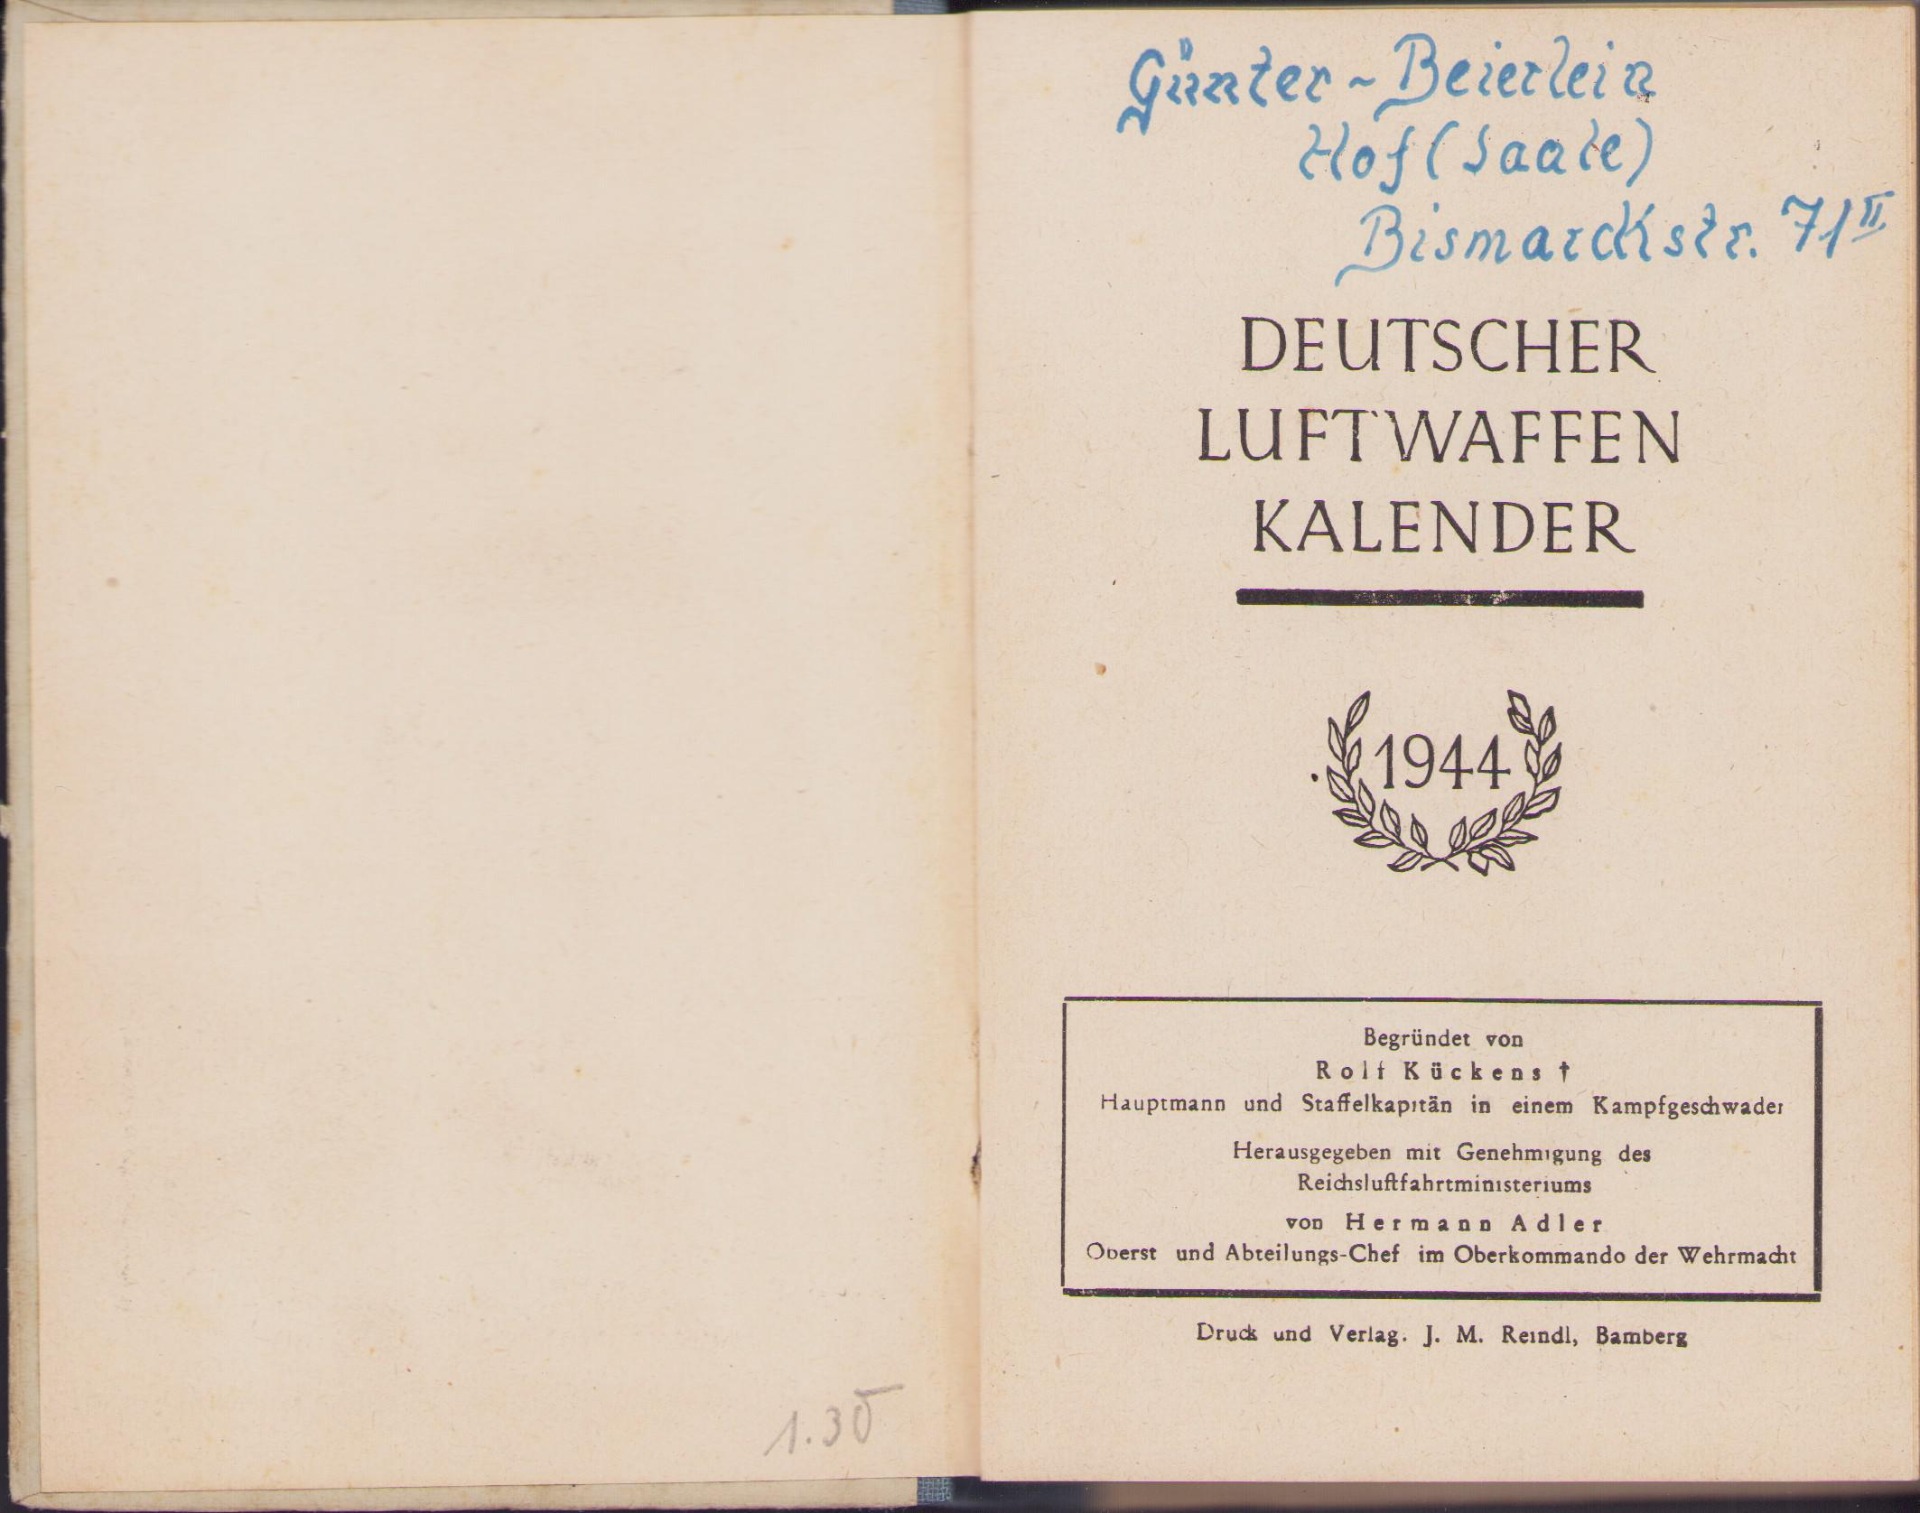 Günter-Beierlein
Hof (Saale)
Bismarckstr. 71 II
DEUTSCHER
LUFTWAFFEN
KALENDER
1944
Begründet von
Rolf Kückens †
Hauptmann und Staffelkapitän in einem Kampfgeschwader
Herausgegeben mit Genehmigung des
Reichsluftfahrtministeriums
von Hermann Adler
Oberst und Abteilungs-Chef im Oberkommando der Wehrmacht
Druck und Verlag. J. M. Reindl, Bamberg